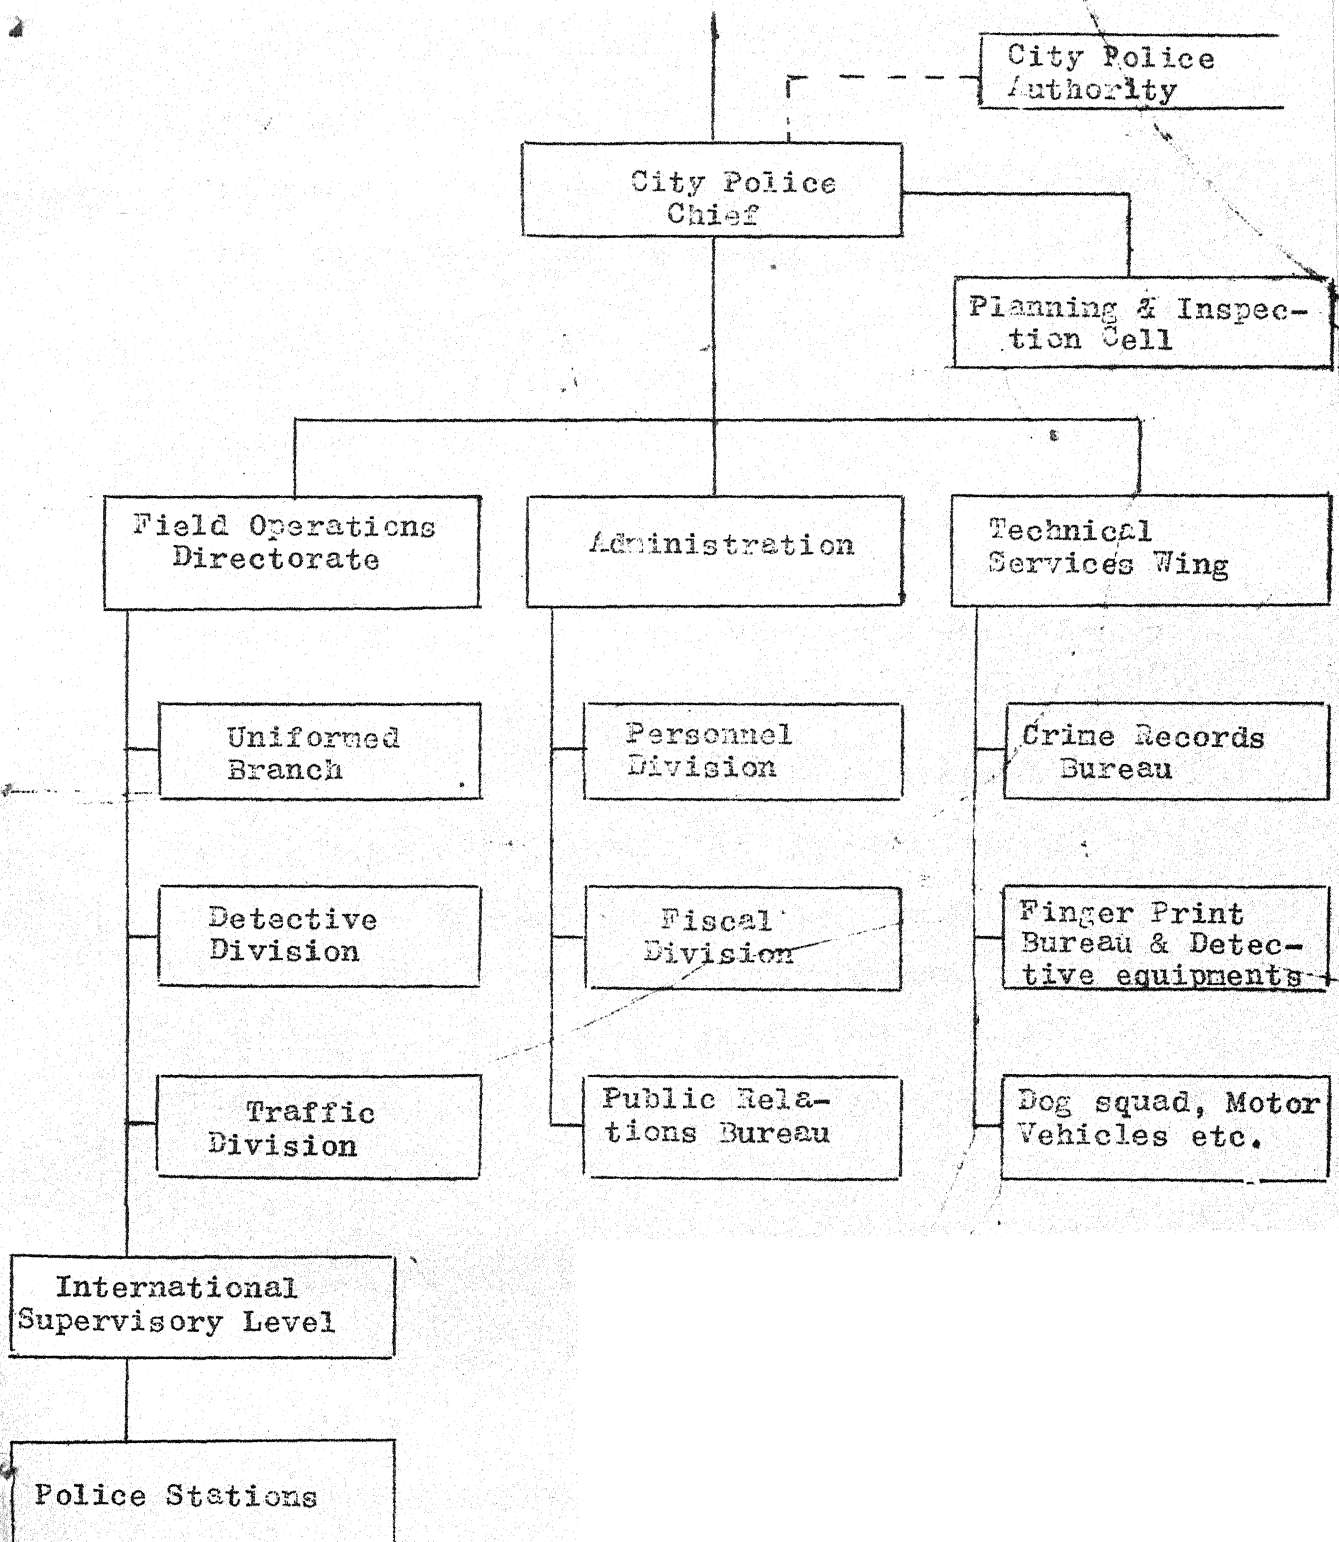 City Police
Authority
City Police
Chief
Planning & Inspec-
tion Cell
Field Operations
Directorate
Administration
Technical
Services Wing
Uniformed
Branch
Personnel
Division
Crime Records
Bureau
Detective
Division
Fiscal
Division
Finger Print
Bureau & Detec-
tive equipments
Traffic
Division
Public Rela-
tions Bureau
Dog squad, Motor
Vehicles etc.
International
Supervisory Level
Police Stations